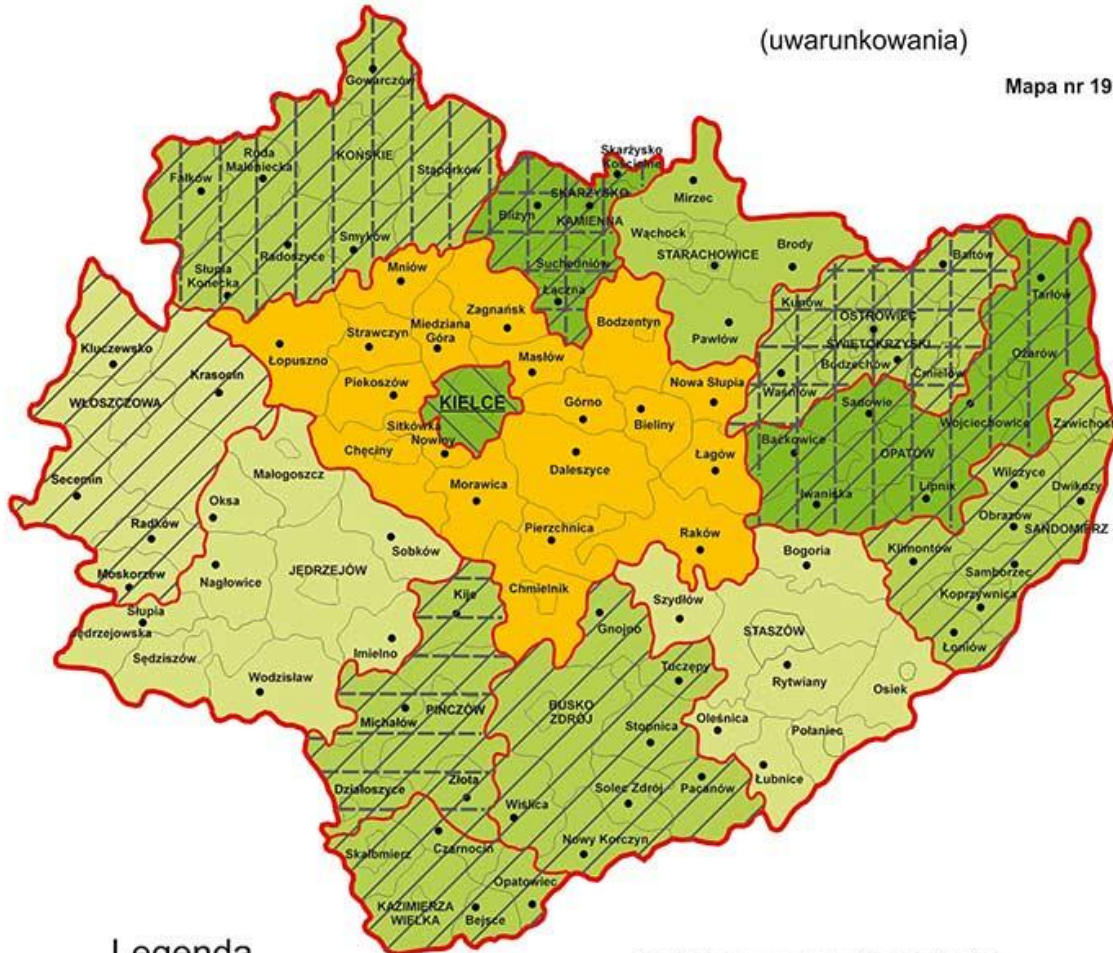 (uwarunkowania)
Mapa nr 19
Gowarczów
Ruda
Maleniecka
KOŃSKIE
Stąporków
Fałków
Smyków
Radoszyce
Słupia
Konecka
Skarżysko
Kościelne
SKARŻYSKO
KAMIENNA
Bliżyn
Suchedniów
Łączna
Mirzec
Wąchock
STARACHOWICE
Brody
Pawłów
Bałtów
Kunów
OSTROWIEC
ŚWIĘTOKRZYSKI
Bodzechów
Ćmielów
Waśniów
Tarłów
Ożarów
Sadowie
Wojciechowice
Baćkowice
OPATÓW
Iwaniska
Lipnik
Mniów
Zagnańsk
Bodzentyn
Strawczyn
Miedziana
Góra
Łopuszno
Masłów
Piekoszów
KIELCE
Górno
Nowa Słupia
Bieliny
Sitkówka
Nowiny
Chęciny
Daleszyce
Łagów
Morawica
Pierzchnica
Raków
Chmielnik
Kluczewsko
Krasocin
WŁOSZCZOWA
Secemin
Radków
Moskorzew
Małogoszcz
Oksa
Sobków
JĘDRZEJÓW
Nagłowice
Słupia
Jędrzejowska
Sędziszów
Imielno
Wodzisław
Kije
Michałów
PIŃCZÓW
Działoszyce
Złota
Gnojno
Tuczępy
BUSKO
ZDRÓJ
Stopnica
Solec Zdrój
Pacanów
Wiślica
Nowy Korczyn
Skalbmierz
Czarnocin
Opatowiec
KAZIMIERZA
WIELKA
Bejsce
Bogoria
Szydłów
STASZÓW
Rytwiany
Osiek
Oleśnica
Połaniec
Łubnice
Zawichost
Wilczyce
Dwikozy
Obrazów
SANDOMIERZ
Klimontów
Samborzec
Koprzywnica
Łoniów
Legenda